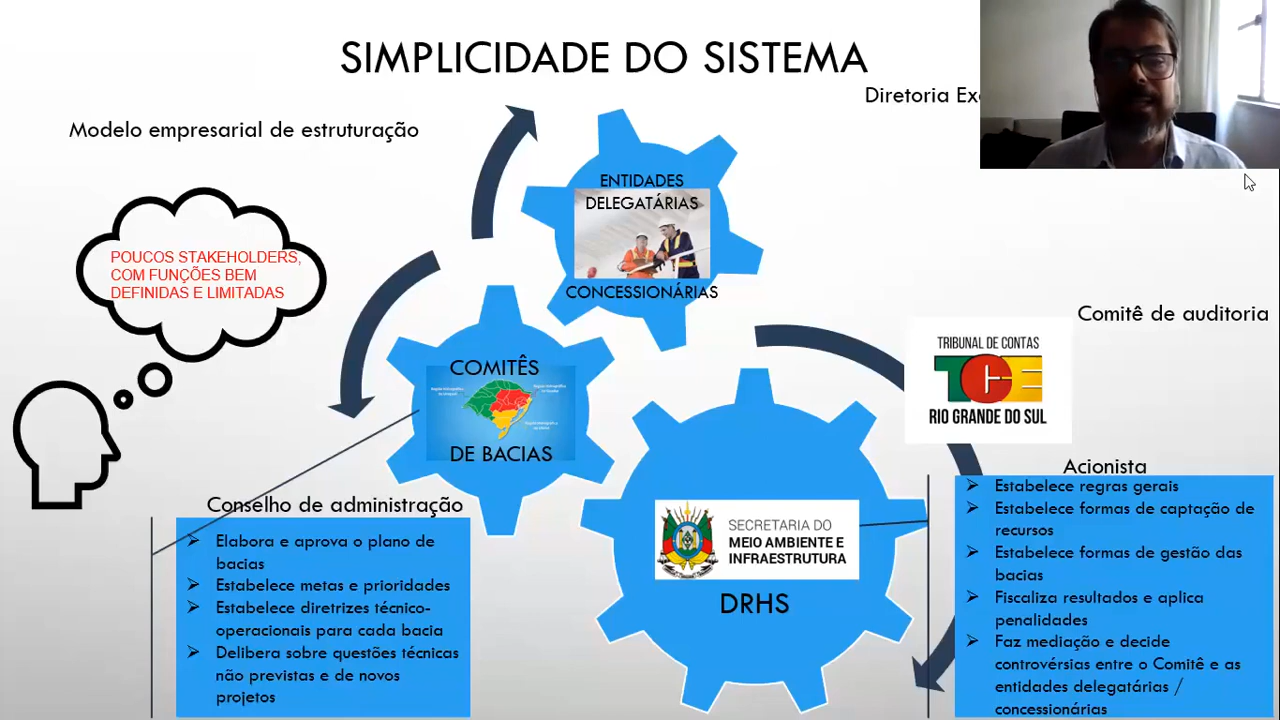 SIMPLICIDADE DO SISTEMA
Diretoria
Modelo empresarial de estruturação
POUCOS STAKEHOLDERS,
COM FUNÇÕES BEM
DEFINIDAS E LIMITADAS
ENTIDADES
DELEGATÁRIAS
CONCESSIONÁRIAS
Comitê de auditoria
TRIBUNAL DE CONTAS
TCE
RIO GRANDE DO SUL
COMITÊS
DE BACIAS
Conselho de administração
Elabora e aprova o plano de
bacias
Estabelece metas e prioridades
Estabelece diretrizes técnico-
operacionais para cada bacia
Delibera sobre questões técnicas
não previstas e de novos
projetos
SECRETARIA DO
MEIO AMBIENTE E
INFRAESTRUTURA
DRHS
Acionista
Estabelece regras gerais
Estabelece formas de captação de
recursos
Estabelece formas de gestão das
bacias
Fiscaliza resultados e aplica
penalidades
Faz mediação e decide
controvérsias entre o Comitê e as
entidades delegatárias /
concessionárias